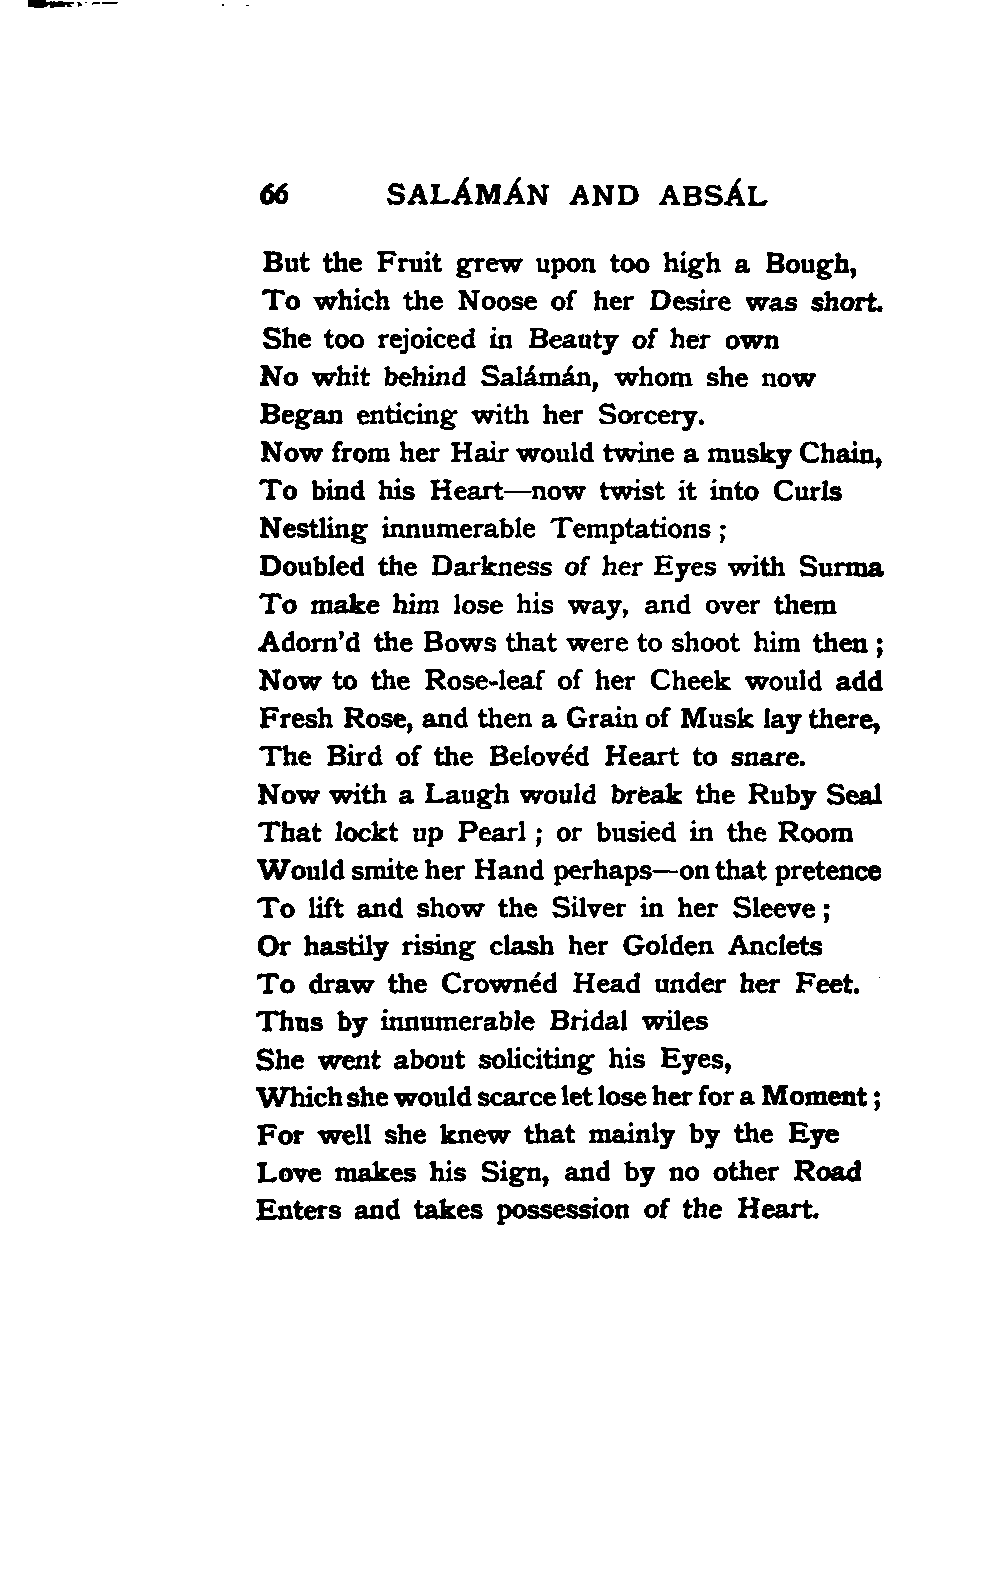 66 SALÁMÁN AND ABSÁL
But the Fruit grew upon too high a Bough,
To which the Noose of her Desire was short.
She too rejoiced in Beauty of her own
No whit behind Salámán, whom she now
Began enticing with her Sorcery.
Now from her Hair would twine a musky Chain,
To bind his Heart—now twist it into Curls
Nestling innumerable Temptations ;
Doubled the Darkness of her Eyes with Surma
To make him lose his way, and over them
Adorn'd the Bows that were to shoot him then ;
Now to the Rose-leaf of her Cheek would add
Fresh Rose, and then a Grain of Musk lay there,
The Bird of the Belovéd Heart to snare.
Now with a Laugh would break the Ruby Seal
That lockt up Pearl ; or busied in the Room
Would smite her Hand perhaps—on that pretence
To lift and show the Silver in her Sleeve ;
Or hastily rising clash her Golden Anclets
To draw the Crownéd Head under her Feet.
Thus by innumerable Bridal wiles
She went about soliciting his Eyes,
Which she would scarce let lose her for a Moment ;
For well she knew that mainly by the Eye
Love makes his Sign, and by no other Road
Enters and takes possession of the Heart.